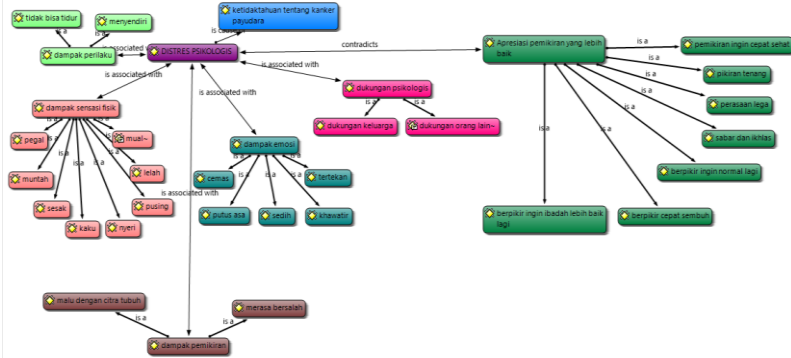 tidak bisa tidur
menyendiri
ketidaktahuan tentang kanker
payudara
is a
is a
is cause
dampak perilaku
is associated with
DISTRES PSIKOLOGIS
contradicts
Apresiasi pemikiran yang lebih
baik
is a
pemikiran ingin cepat sehat
is a
pikiran tenang
is a
perasaan lega
is a
sabar dan ikhlas
is a
berpikir ingin normal lagi
is a
berpikir ingin ibadah lebih baik
lagi
is a
berpikir cepat sembuh
is associated with
is associated with
is associated with
dukungan psikologis
is a
is a
dukungan keluarga
dukungan orang lain~
dampak sensasi fisik
pegal
mual~
is a
is a
is a
is a
muntah
lelah
sesak
pusing
kaku
nyeri
dampak emosi
is a
is a
is a
is a
is a
cemas
tertekan
putus asa
sedih
khawatir
is associated with
malu dengan citra tubuh
merasa bersalah
is a
is a
dampak pemikiran